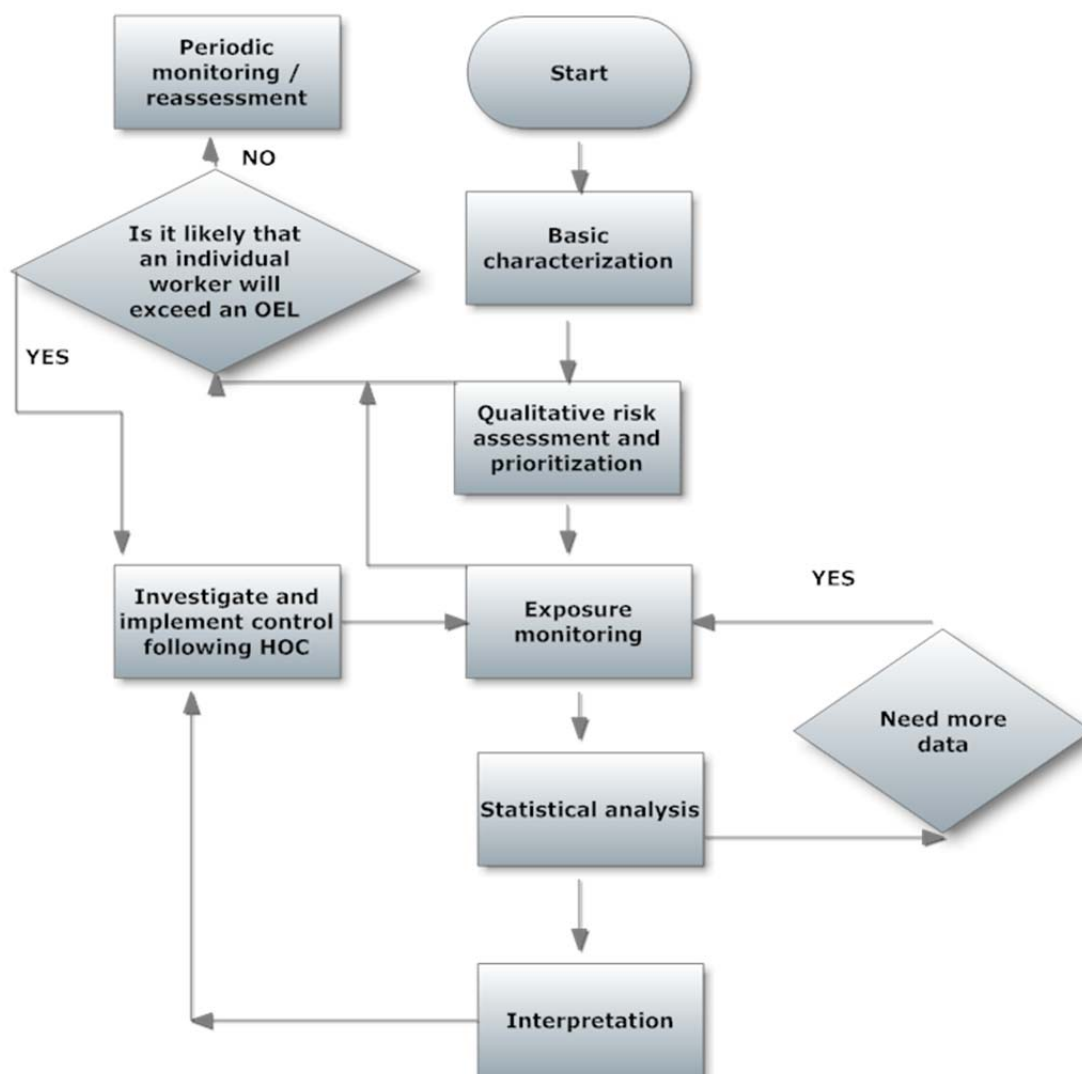 Periodic
monitoring /
reassessment
Start
NO
Is it likely that
an individual
worker will
exceed an OEL
Basic
characterization
YES
Qualitative risk
assessment and
prioritization
Investigate and
implement control
following HOC
Exposure
monitoring
YES
Need more
data
Statistical analysis
Interpretation